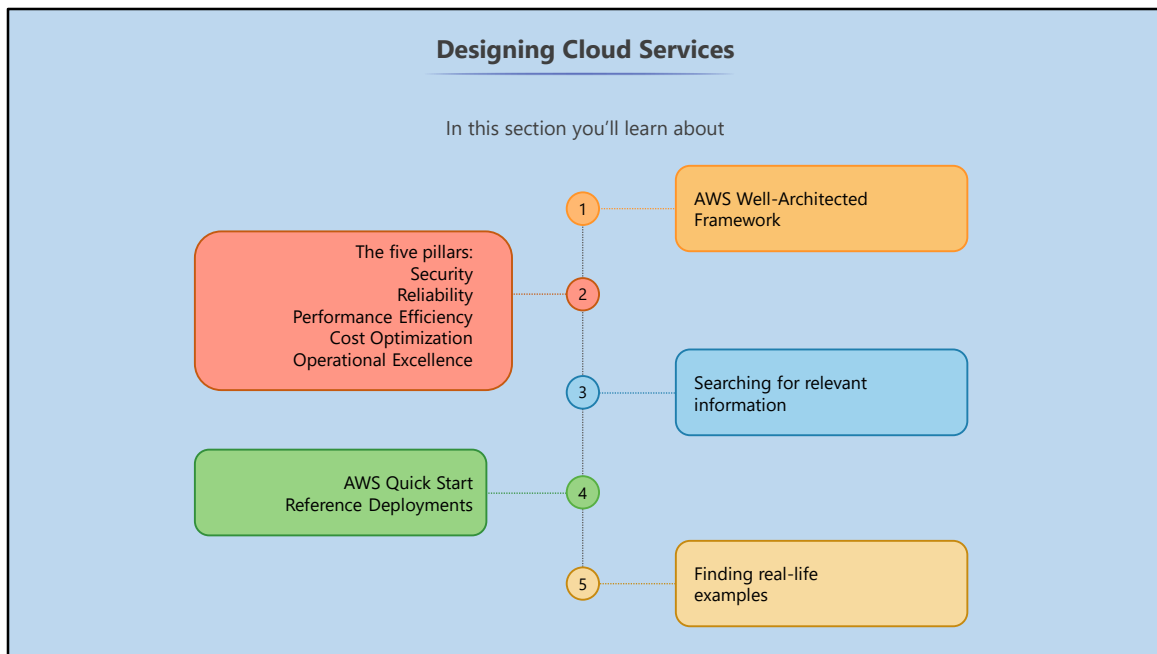 Designing Cloud Services
In this section you’ll learn about
1
AWS Well-Architected
Framework
The five pillars:
Security
Reliability
Performance Efficiency
Cost Optimization
Operational Excellence
2
3
Searching for relevant
information
AWS Quick Start
Reference Deployments
4
5
Finding real-life
examples